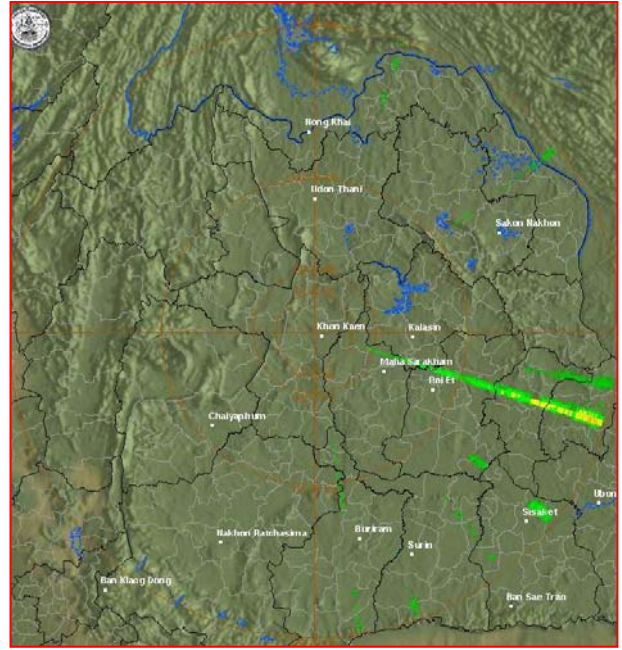 Nong Khai
Udon Thani
Sakon Nakhon
Khon Kaen
Kalasin
Maha Sarakham
Roi Et
Chaiyaphum
Ubon
Sisaket
Nakhon Ratchasima
Buriram
Surin
Ban Klaeg Dong
Ban Sae Tran